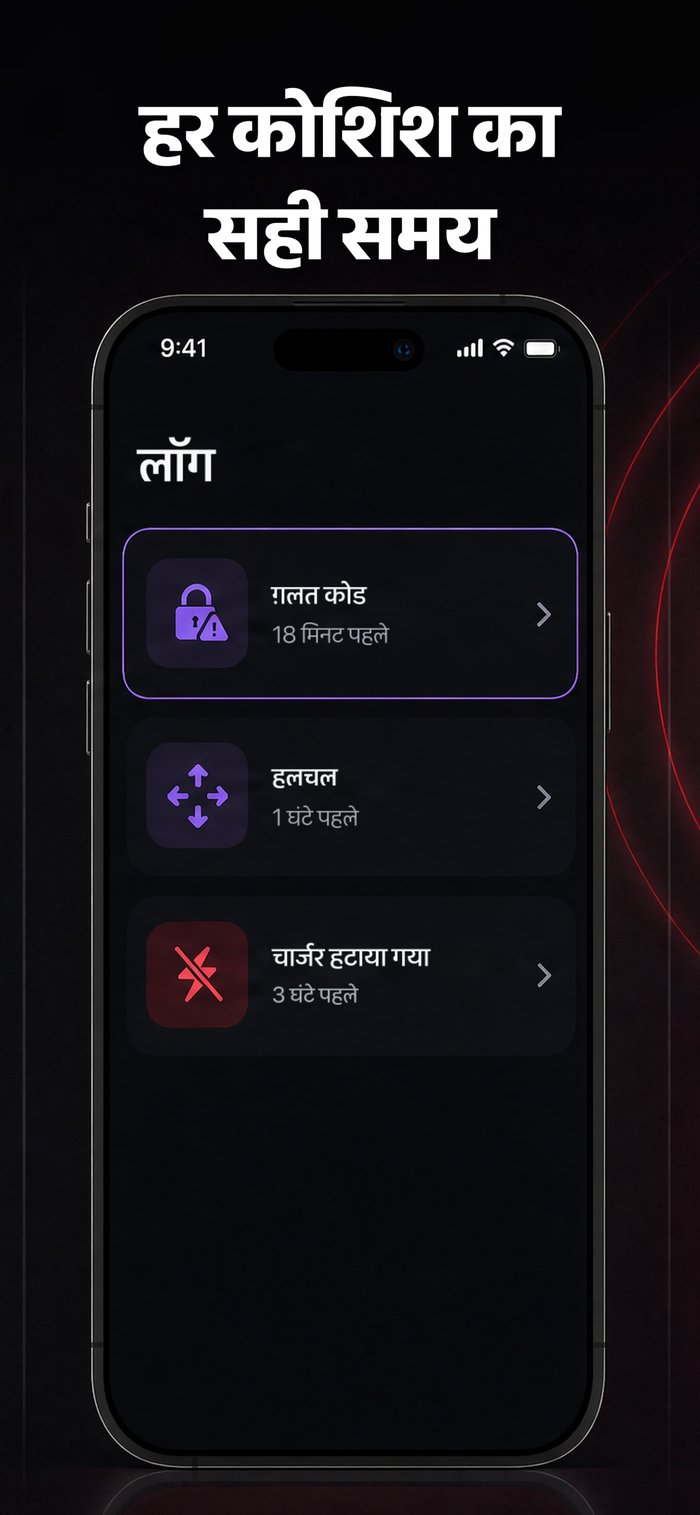 हर कोशिश का
सही समय
9:41
लॉग
ग़लत कोड
18 मिनट पहले
हलचल
1 घंटे पहले
चार्जर हटाया गया
3 घंटे पहले